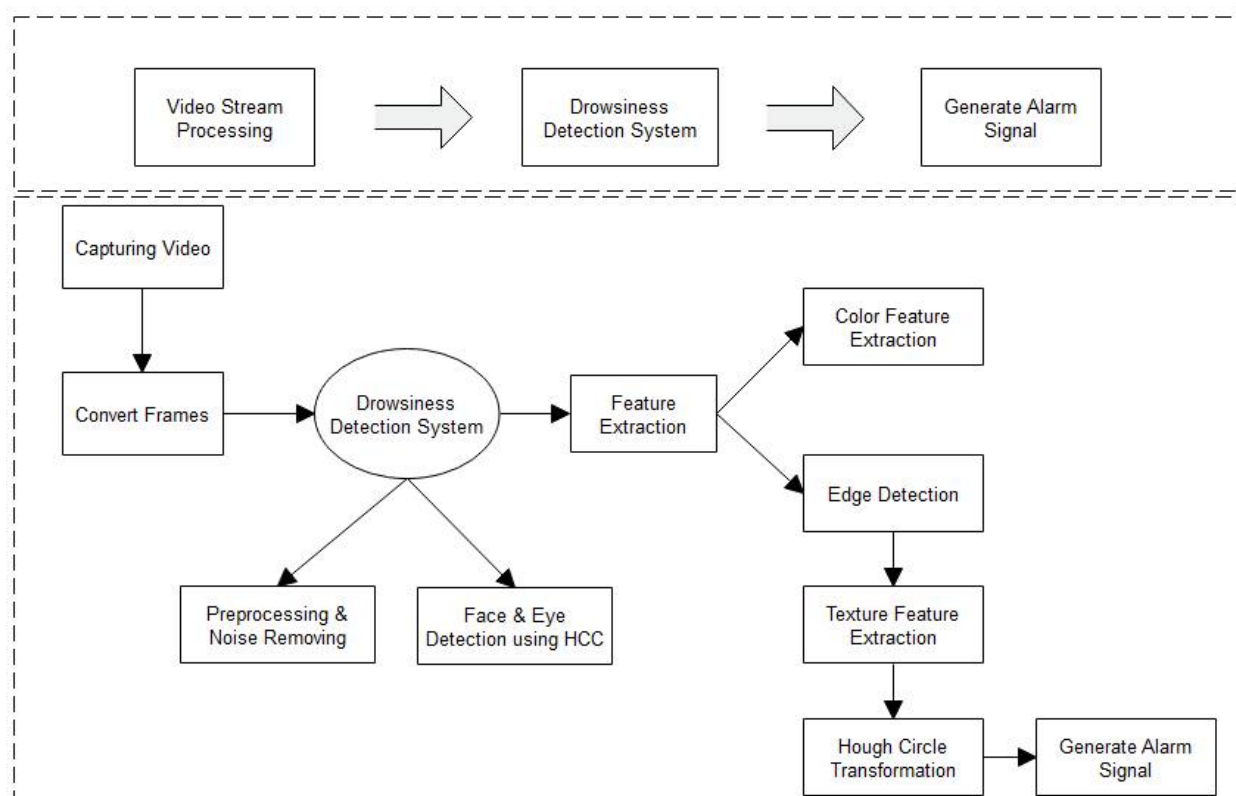 Video Stream
Processing
Drowsiness
Detection System
Generate Alarm
Signal
Capturing Video
Convert Frames
Drowsiness
Detection System
Feature
Extraction
Color Feature
Extraction
Edge Detection
Preprocessing &
Noise Removing
Face & Eye
Detection using HCC
Texture Feature
Extraction
Hough Circle
Transformation
Generate Alarm
Signal